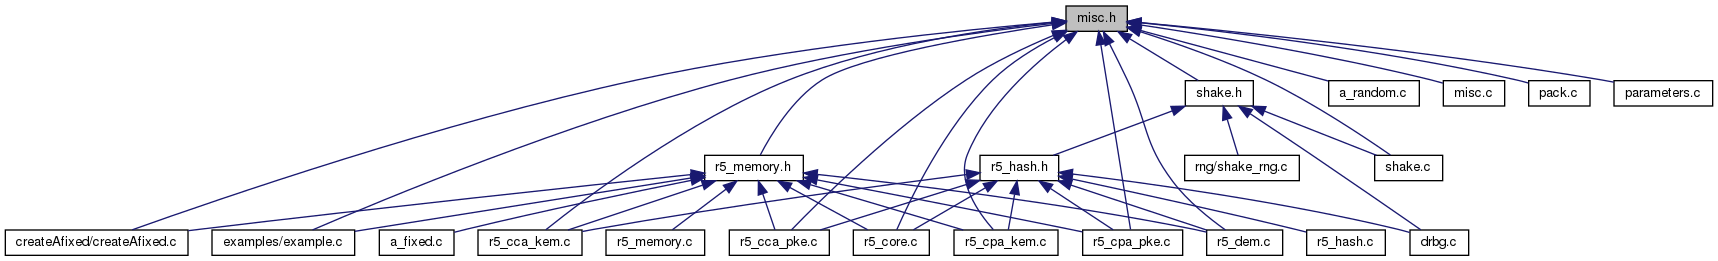 misc.h
shake.h
a_random.c
misc.c
pack.c
parameters.c
r5_memory.h
r5_hash.h
rng/shake_rng.c
shake.c
createAfixed/createAfixed.c
examples/example.c
a_fixed.c
r5_cca_kem.c
r5_memory.c
r5_cca_pke.c
r5_core.c
r5_cpa_kem.c
r5_cpa_pke.c
r5_dem.c
r5_hash.c
drbg.c